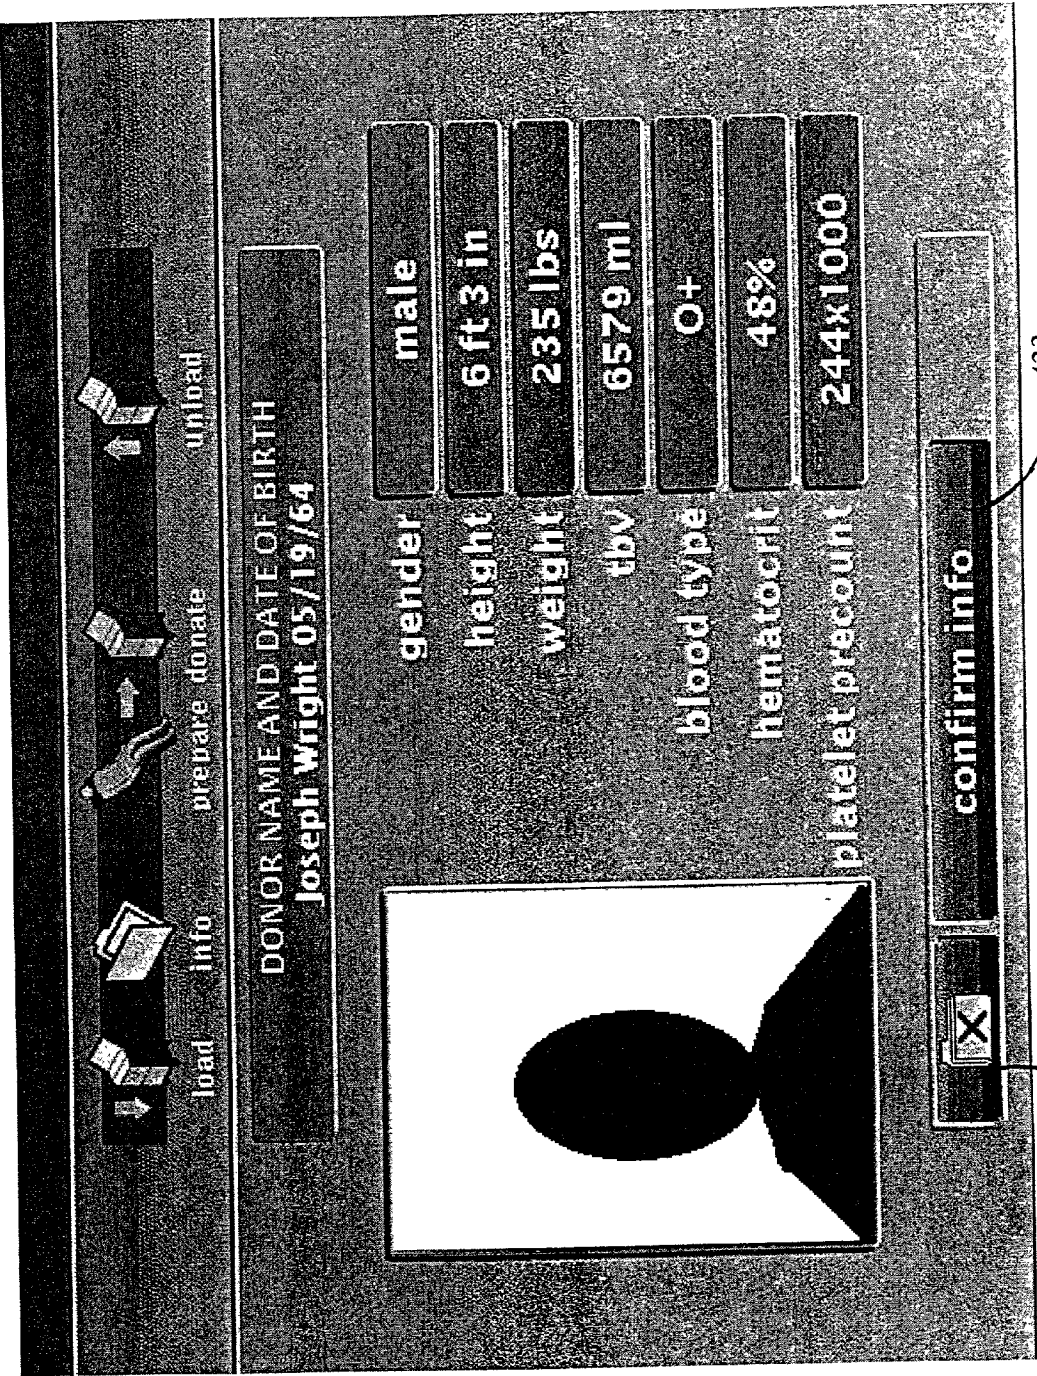 load info prepare donate unload
DONOR NAME AND DATE OF BIRTH
Joseph Wright 05/19/64
gender male
height 6 ft 3 in
weight 235 lbs
tbv 6579 ml
blood type O+
hematocrit 48%
platelet precount 244x1000
confirm info